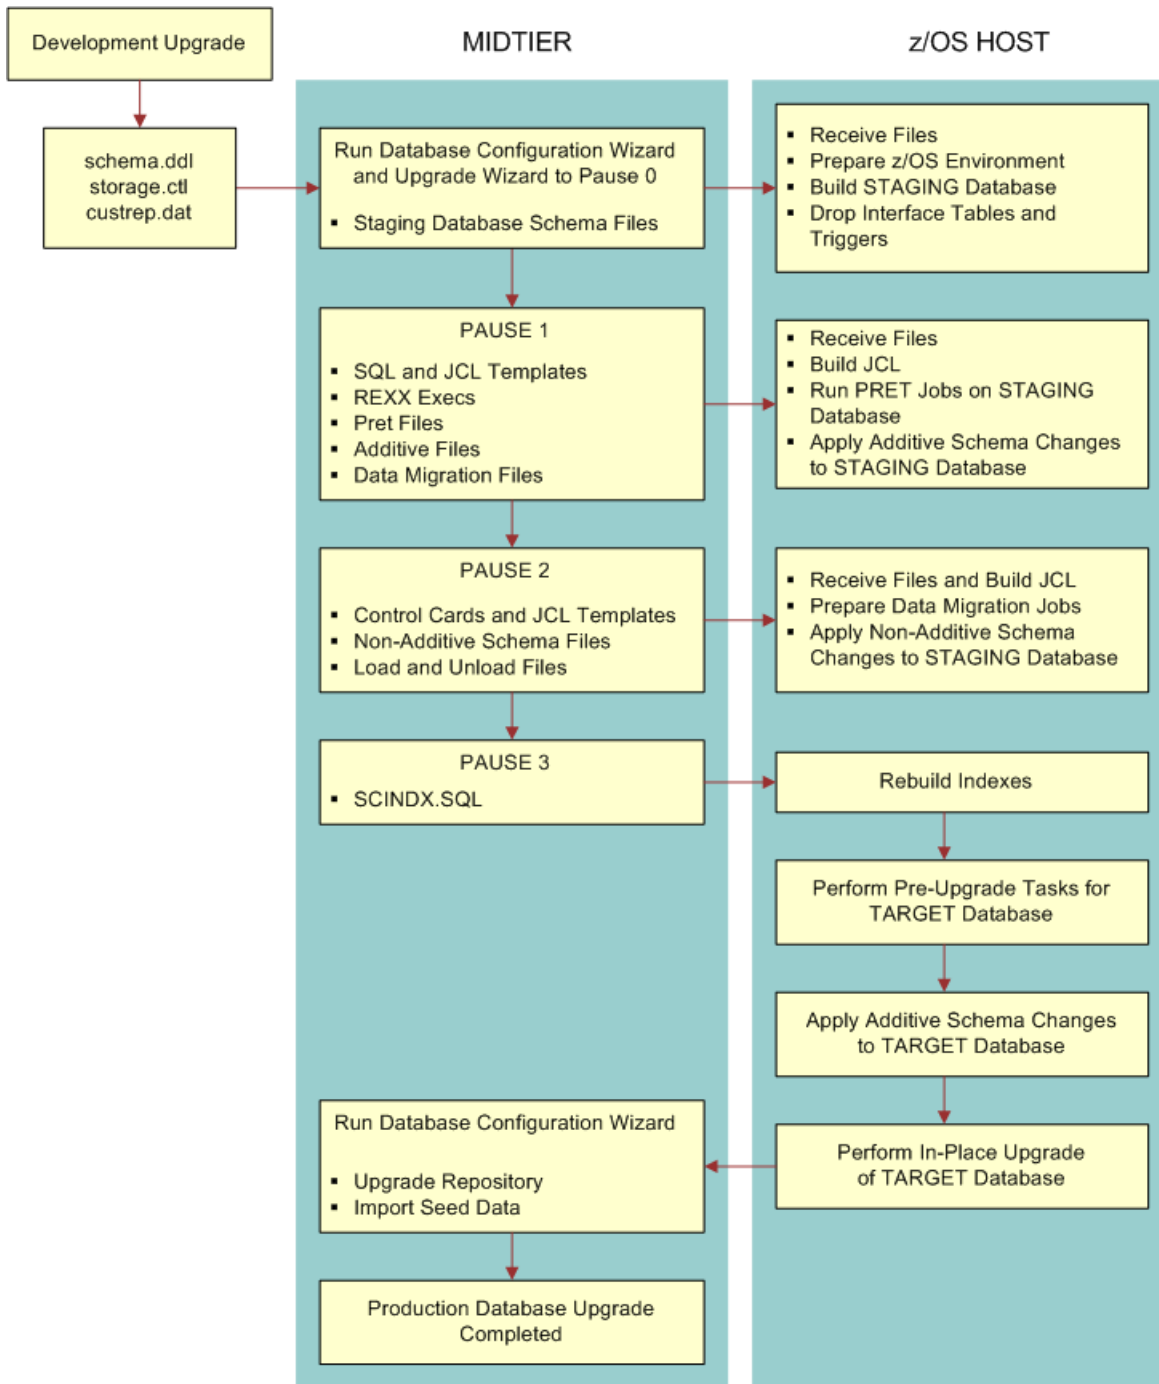 Development Upgrade
MIDTIER
z/OS HOST
schema.ddl
storage.ctl
custrep.dat
Run Database Configuration Wizard
and Upgrade Wizard to Pause 0
▪ Staging Database Schema Files
▪ Receive Files
▪ Prepare z/OS Environment
▪ Build STAGING Database
▪ Drop Interface Tables and
Triggers
PAUSE 1
▪ SQL and JCL Templates
▪ REXX Execs
▪ Pret Files
▪ Additive Files
▪ Data Migration Files
▪ Receive Files
▪ Build JCL
▪ Run PRET Jobs on STAGING
Database
▪ Apply Additive Schema Changes
to STAGING Database
PAUSE 2
▪ Control Cards and JCL Templates
▪ Non-Additive Schema Files
▪ Load and Unload Files
▪ Receive Files and Build JCL
▪ Prepare Data Migration Jobs
▪ Apply Non-Additive Schema
Changes to STAGING Database
PAUSE 3
▪ SCINDX.SQL
Rebuild Indexes
Perform Pre-Upgrade Tasks for
TARGET Database
Apply Additive Schema Changes
to TARGET Database
Perform In-Place Upgrade
of TARGET Database
Run Database Configuration Wizard
▪ Upgrade Repository
▪ Import Seed Data
Production Database Upgrade
Completed